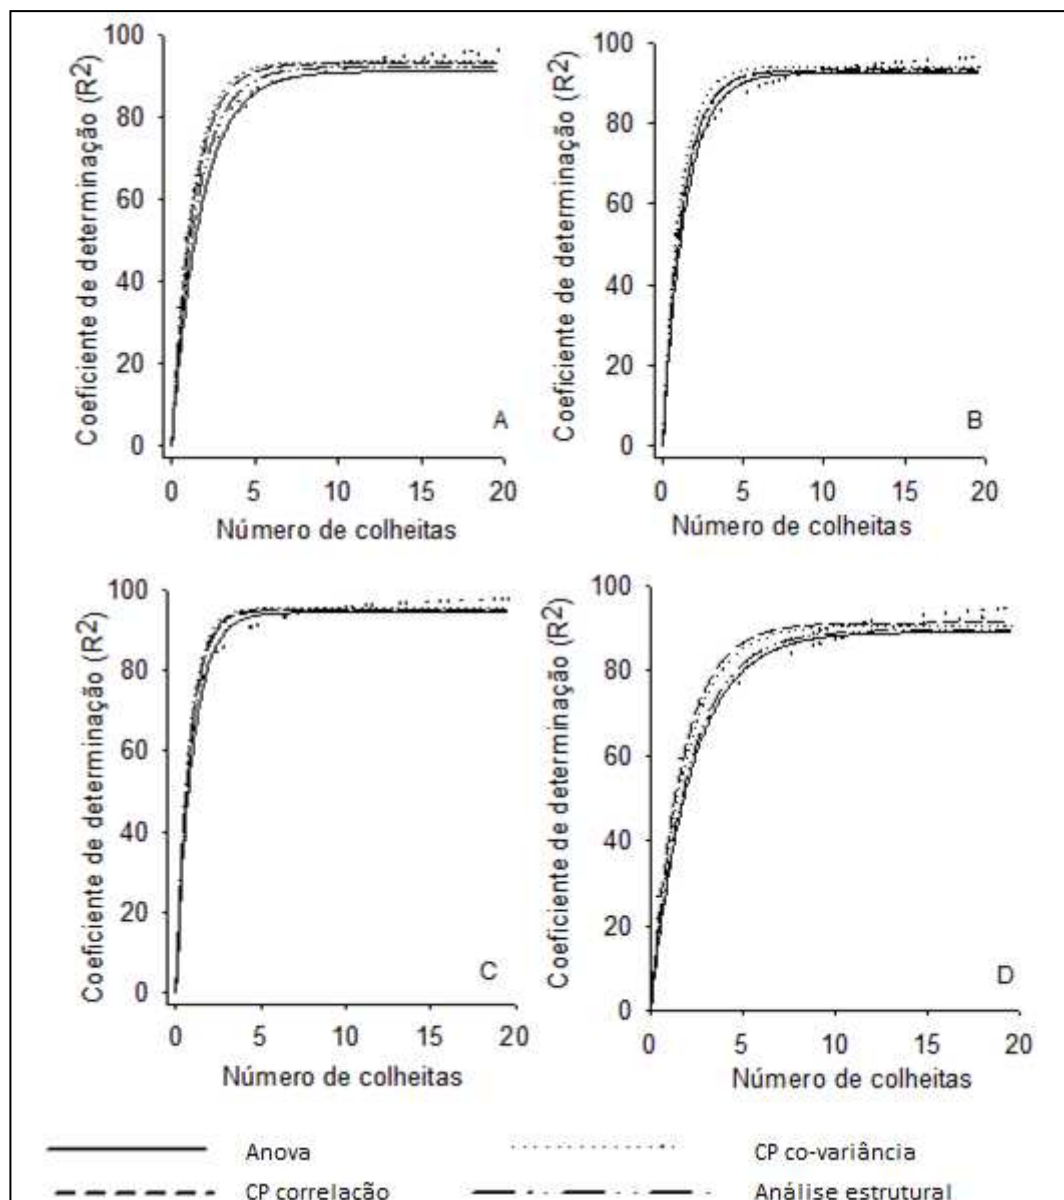 Coeficiente de determinação (R²)
100
80
60
40
20
0
A
0 5 10 15 20
Número de colheitas
Coeficiente de determinação (R²)
100
80
60
40
20
0
B
0 5 10 15 20
Número de colheitas
Coeficiente de determinação (R²)
100
80
60
40
20
0
C
0 5 10 15 20
Número de colheitas
Coeficiente de determinação (R²)
100
80
60
40
20
0
D
0 5 10 15 20
Número de colheitas
Anova
CP co-variância
CP correlação
Análise estrutural